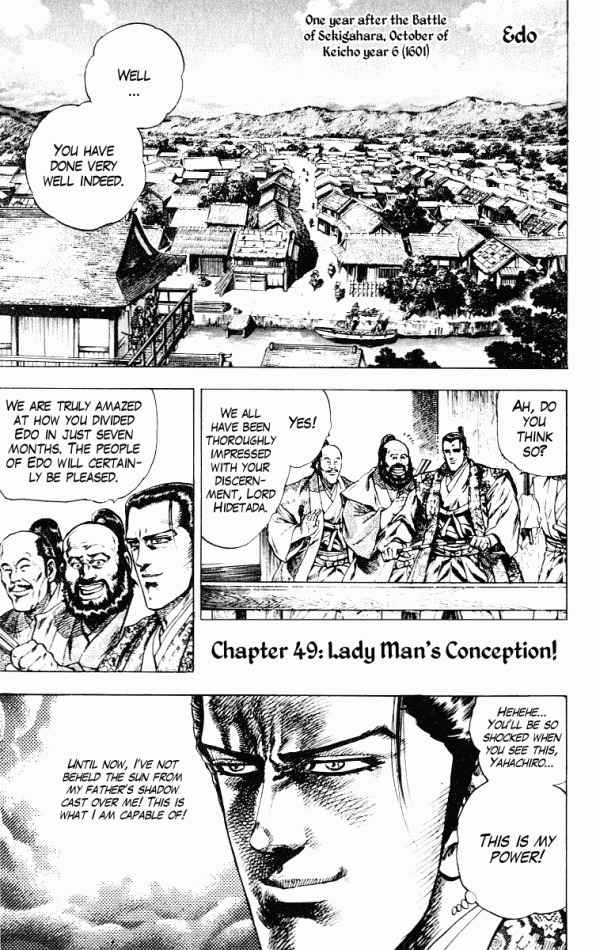 Edo
One year after the Battle
of Sekigahara, October of
Keicho year 6 (1601)
WELL
...
YOU HAVE
DONE VERY
WELL INDEED.
AH, DO
YOU
THINK
SO?
YES!
WE ALL
HAVE BEEN
THOROUGHLY
IMPRESSED
WITH YOUR
DISCERN-
MENT, LORD
HIDETADA.
WE ARE TRULY AMAZED
AT HOW YOU DIVIDED
EDO IN JUST SEVEN
MONTHS. THE PEOPLE
OF EDO WILL CERTAIN-
LY BE PLEASED.
Chapter 49: Lady Man's Conception!
HEHEHE...
YOU'LL BE SO
SHOCKED WHEN
YOU SEE THIS,
YAHACHIRO...
THIS IS MY
POWER!
UNTIL NOW, I'VE NOT
BEHELD THE SUN FROM
MY FATHER'S SHADOW
CAST OVER ME! THIS IS
WHAT I AM CAPABLE OF!